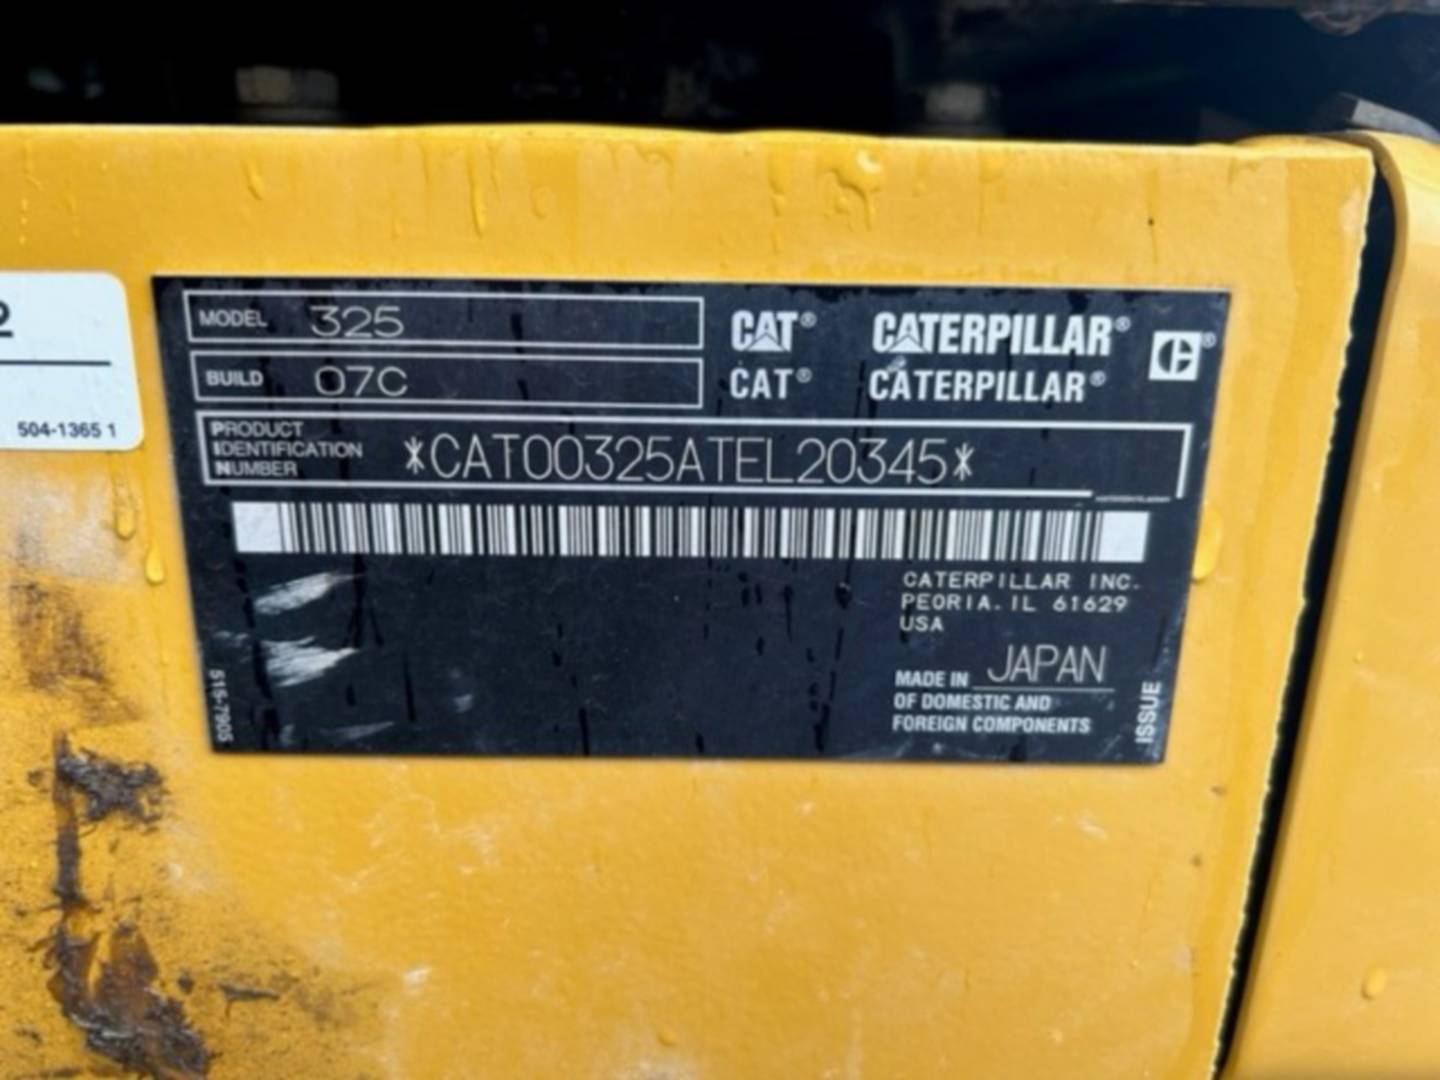 2
504-1365 1
MODEL 325
BUILD 07C
CAT® CATERPILLAR®
CAT® CATERPILLAR®
PRODUCT
IDENTIFICATION
NUMBER
*CAT00325ATEL20345*
CATERPILLAR INC.
PEORIA, IL 61629
USA
MADE IN JAPAN
OF DOMESTIC AND
FOREIGN COMPONENTS
515-7905
ISSUE